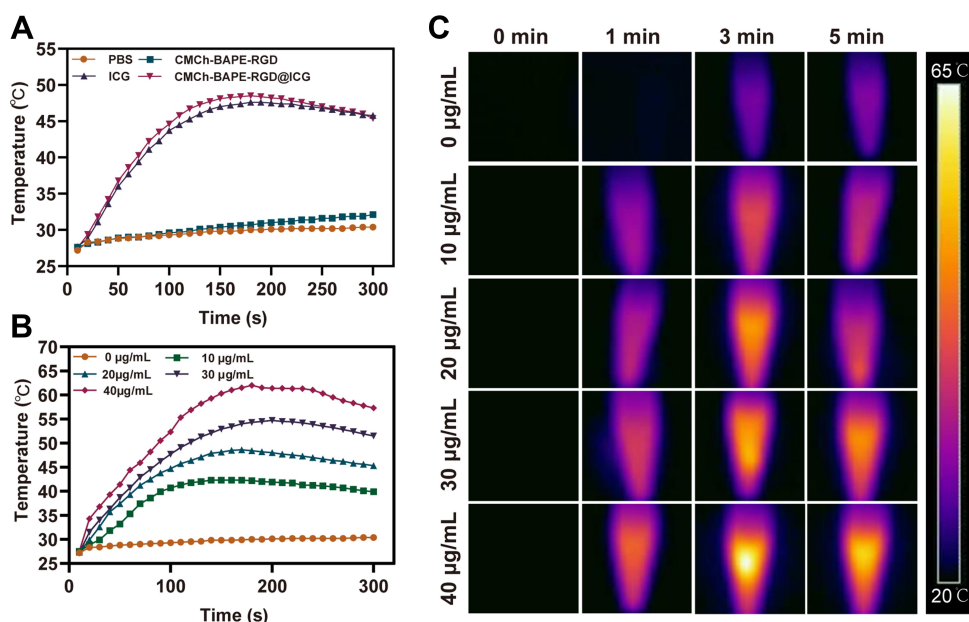 A
55
50
45
40
35
30
25
Temperature (℃)
PBS
CMCh-BAPE-RGD
ICG
CMCh-BAPE-RGD@ICG
0 50 100 150 200 250 300
Time (s)
B
70
65
60
55
50
45
40
35
30
25
Temperature (℃)
0 μg/mL
10 μg/mL
20μg/mL
30 μg/mL
40μg/mL
0 100 200 300
Time (s)
C
0 min 1 min 3 min 5 min
0 μg/mL
10 μg/mL
20 μg/mL
30 μg/mL
40 μg/mL
65℃
20℃